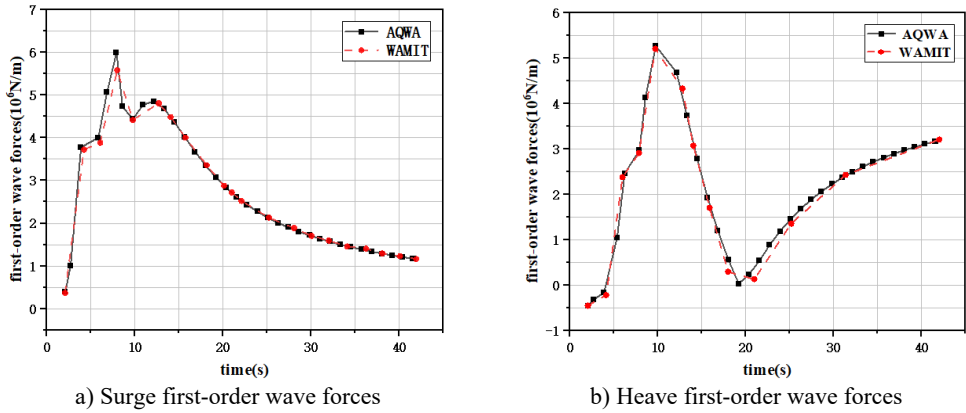 AQWA
WAMIT
first-order wave forces(10⁶N/m)
7
6
5
4
3
2
1
0
0
10
20
30
40
time(s)
a) Surge first-order wave forces
AQWA
WAMIT
first-order wave forces(10⁶N/m)
6
5
4
3
2
1
0
-1
0
10
20
30
40
time(s)
b) Heave first-order wave forces